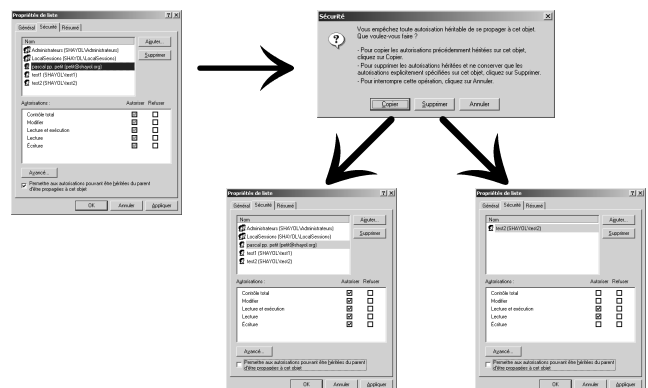 Propriétés de liste
Général Sécurité Résumé
Nom
Ajouter...
Supprimer
Administrateurs (SHAYOL\Administrateurs)
LocalSessions (SHAYOL\LocalSessions)
pascal pp. petit (petit@shayol.org)
test1 (SHAYOL\test1)
test2 (SHAYOL\test2)
Autorisations : Autoriser Refuser
Contrôle total
Modifier
Lecture et exécution
Lecture
Écriture
Avancé...
Permettre aux autorisations pouvant être héritées du parent
d'être propagées à cet objet
OK Annuler Appliquer
Sécurité
Vous empêchez toute autorisation héritable de se propager à cet objet.
Que voulez-vous faire ?
- Pour copier les autorisations précédemment héritées sur cet objet,
cliquez sur Copier.
- Pour supprimer les autorisations héritées et ne conserver que les
autorisations explicitement spécifiées sur cet objet, cliquez sur Supprimer.
- Pour interrompre cette opération, cliquez sur Annuler.
Copier Supprimer Annuler
Propriétés de liste
Général Sécurité Résumé
Nom
Ajouter...
Supprimer
Administrateurs (SHAYOL\Administrateurs)
LocalSessions (SHAYOL\LocalSessions)
pascal pp. petit (petit@shayol.org)
test1 (SHAYOL\test1)
test2 (SHAYOL\test2)
Autorisations : Autoriser Refuser
Contrôle total
Modifier
Lecture et exécution
Lecture
Écriture
Avancé...
Permettre aux autorisations pouvant être héritées du parent
d'être propagées à cet objet
OK Annuler Appliquer
Propriétés de liste
Général Sécurité Résumé
Nom
Ajouter...
Supprimer
test2 (SHAYOL\test2)
Autorisations : Autoriser Refuser
Contrôle total
Modifier
Lecture et exécution
Lecture
Écriture
Avancé...
Permettre aux autorisations pouvant être héritées du parent
d'être propagées à cet objet
OK Annuler Appliquer